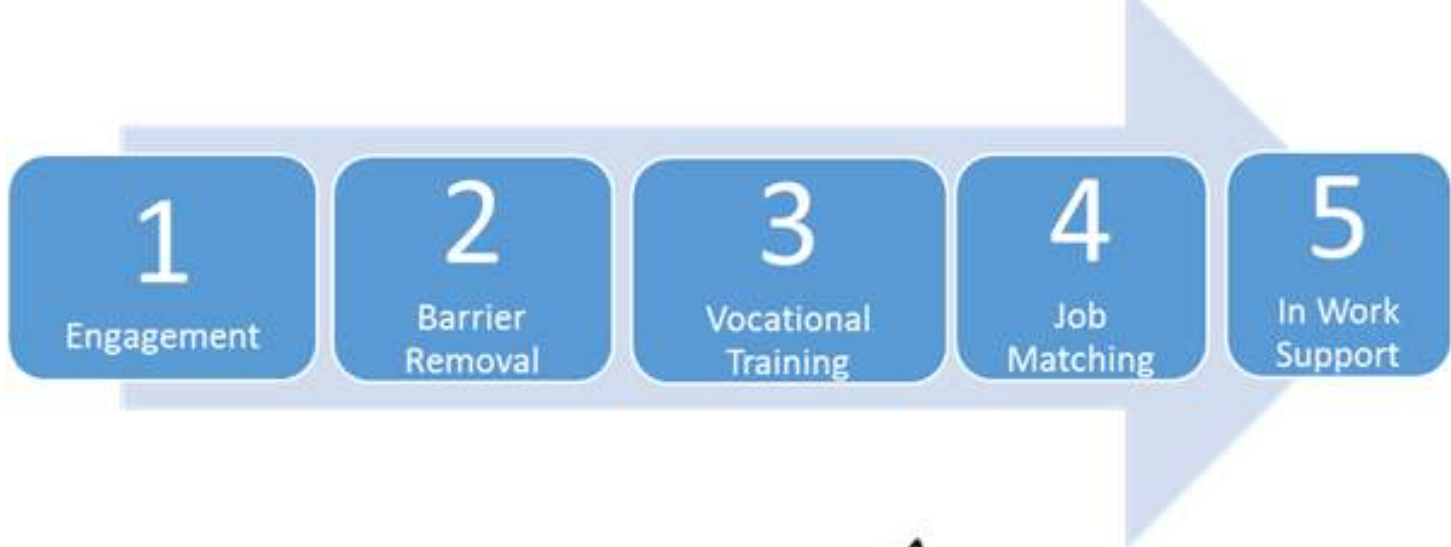 1
Engagement
2
Barrier
Removal
3
Vocational
Training
4
Job
Matching
5
In Work
Support